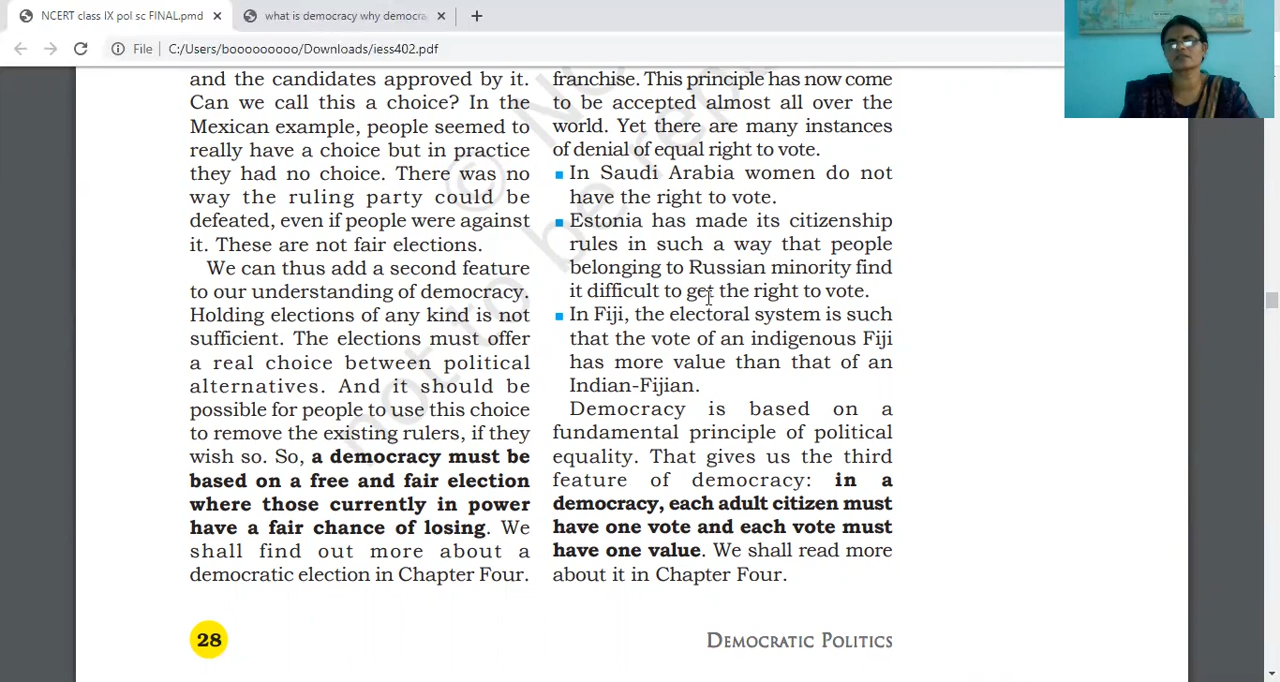 NCERT class IX pol sc FINAL.pmd
what is democracy why democra
File
C:/Users/booooooooo/Downloads/iess402.pdf
and the candidates approved by it.
Can we call this a choice? In the
Mexican example, people seemed to
really have a choice but in practice
they had no choice. There was no
way the ruling party could be
defeated, even if people were against
it. These are not fair elections.
We can thus add a second feature
to our understanding of democracy.
Holding elections of any kind is not
sufficient. The elections must offer
a real choice between political
alternatives. And it should be
possible for people to use this choice
to remove the existing rulers, if they
wish so. So, a democracy must be
based on a free and fair election
where those currently in power
have a fair chance of losing. We
shall find out more about a
democratic election in Chapter Four.
franchise. This principle has now come
to be accepted almost all over the
world. Yet there are many instances
of denial of equal right to vote.
In Saudi Arabia women do not
have the right to vote.
Estonia has made its citizenship
rules in such a way that people
belonging to Russian minority find
it difficult to get the right to vote.
In Fiji, the electoral system is such
that the vote of an indigenous Fiji
has more value than that of an
Indian-Fijian.
Democracy is based on a
fundamental principle of political
equality. That gives us the third
feature of democracy: in a
democracy, each adult citizen must
have one vote and each vote must
have one value. We shall read more
about it in Chapter Four.
28
DEMOCRATIC POLITICS
not to be rep
© NC